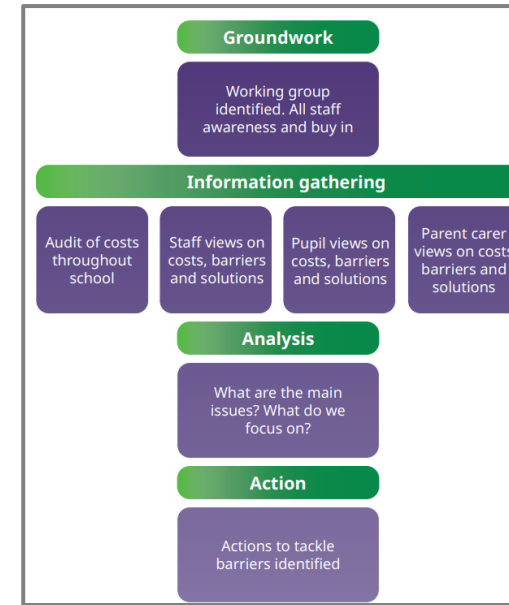 Groundwork
Working group
identified. All staff
awareness and buy in
Information gathering
Audit of costs
throughout
school
Staff views on
costs, barriers
and solutions
Pupil views on
costs, barriers
and solutions
Parent carer
views on costs
barriers and
solutions
Analysis
What are the main
issues? What do we
focus on?
Action
Actions to tackle
barriers identified